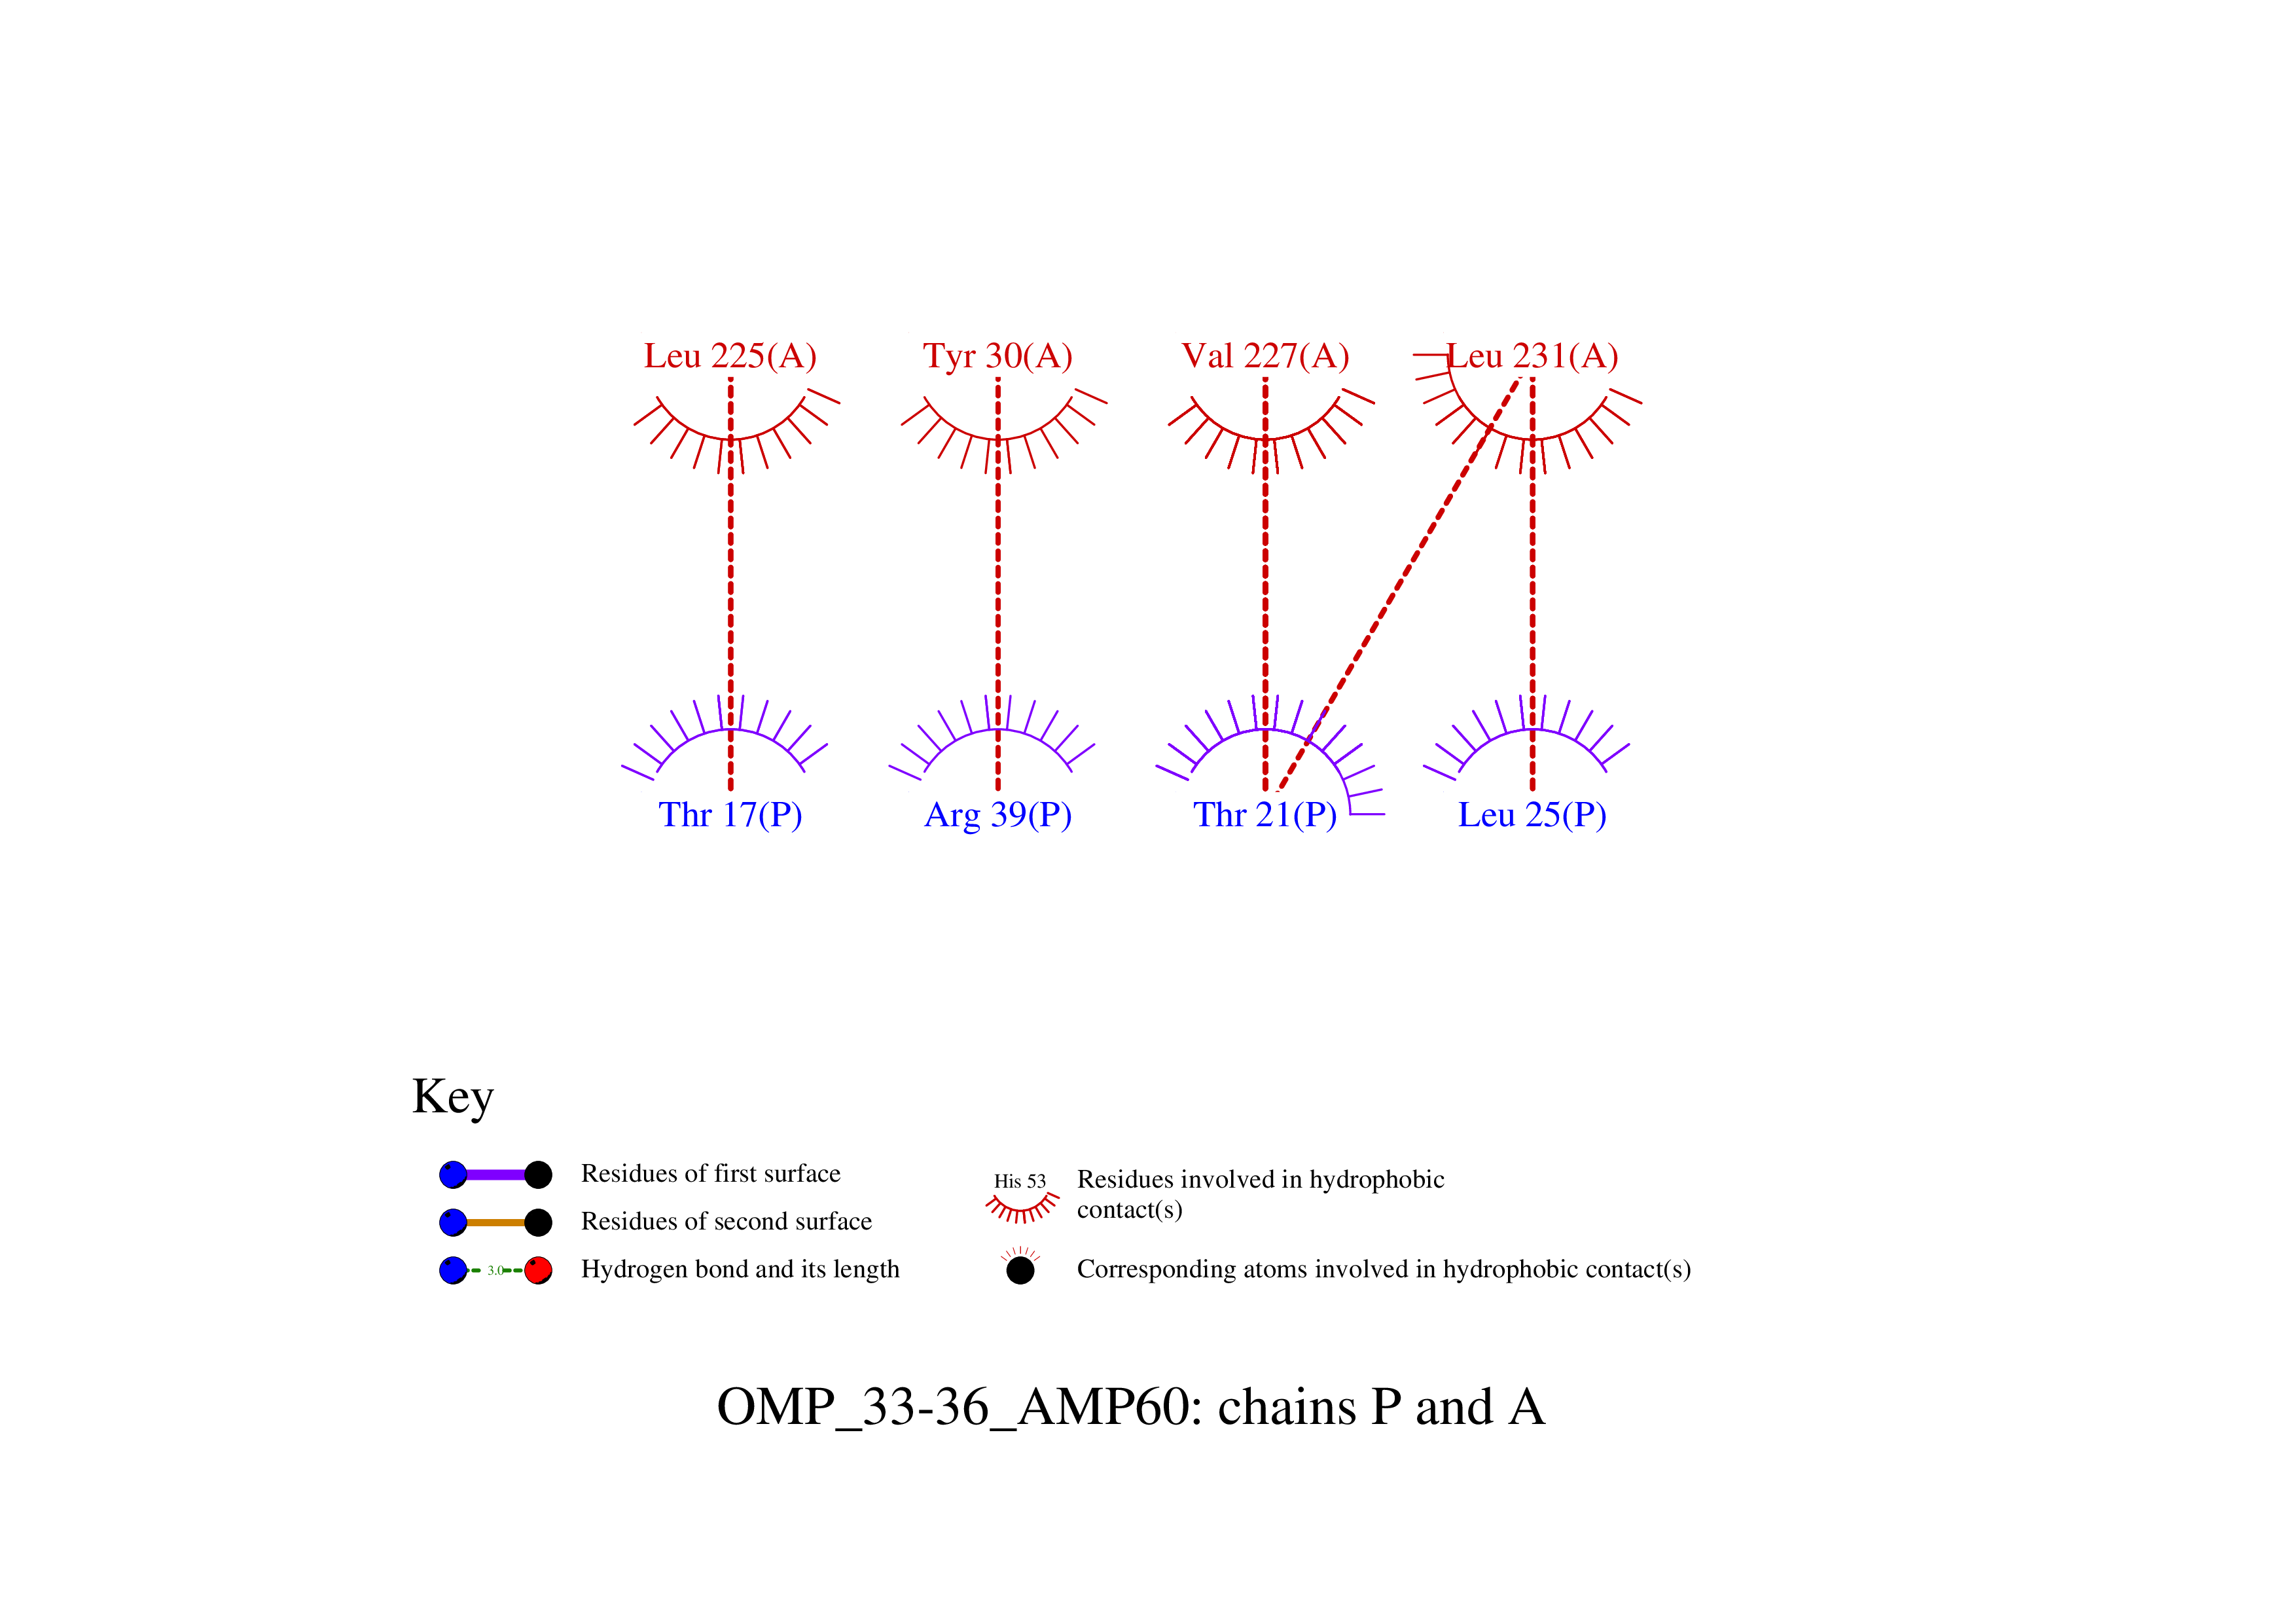 Leu 225(A) Tyr 30(A) Val 227(A) Leu 231(A)
Thr 17(P) Arg 39(P) Thr 21(P) Leu 25(P)
Key
Residues of first surface
Residues of second surface
3.0 Hydrogen bond and its length
His 53 Residues involved in hydrophobic
contact(s)
Corresponding atoms involved in hydrophobic contact(s)
OMP_33-36_AMP60: chains P and A